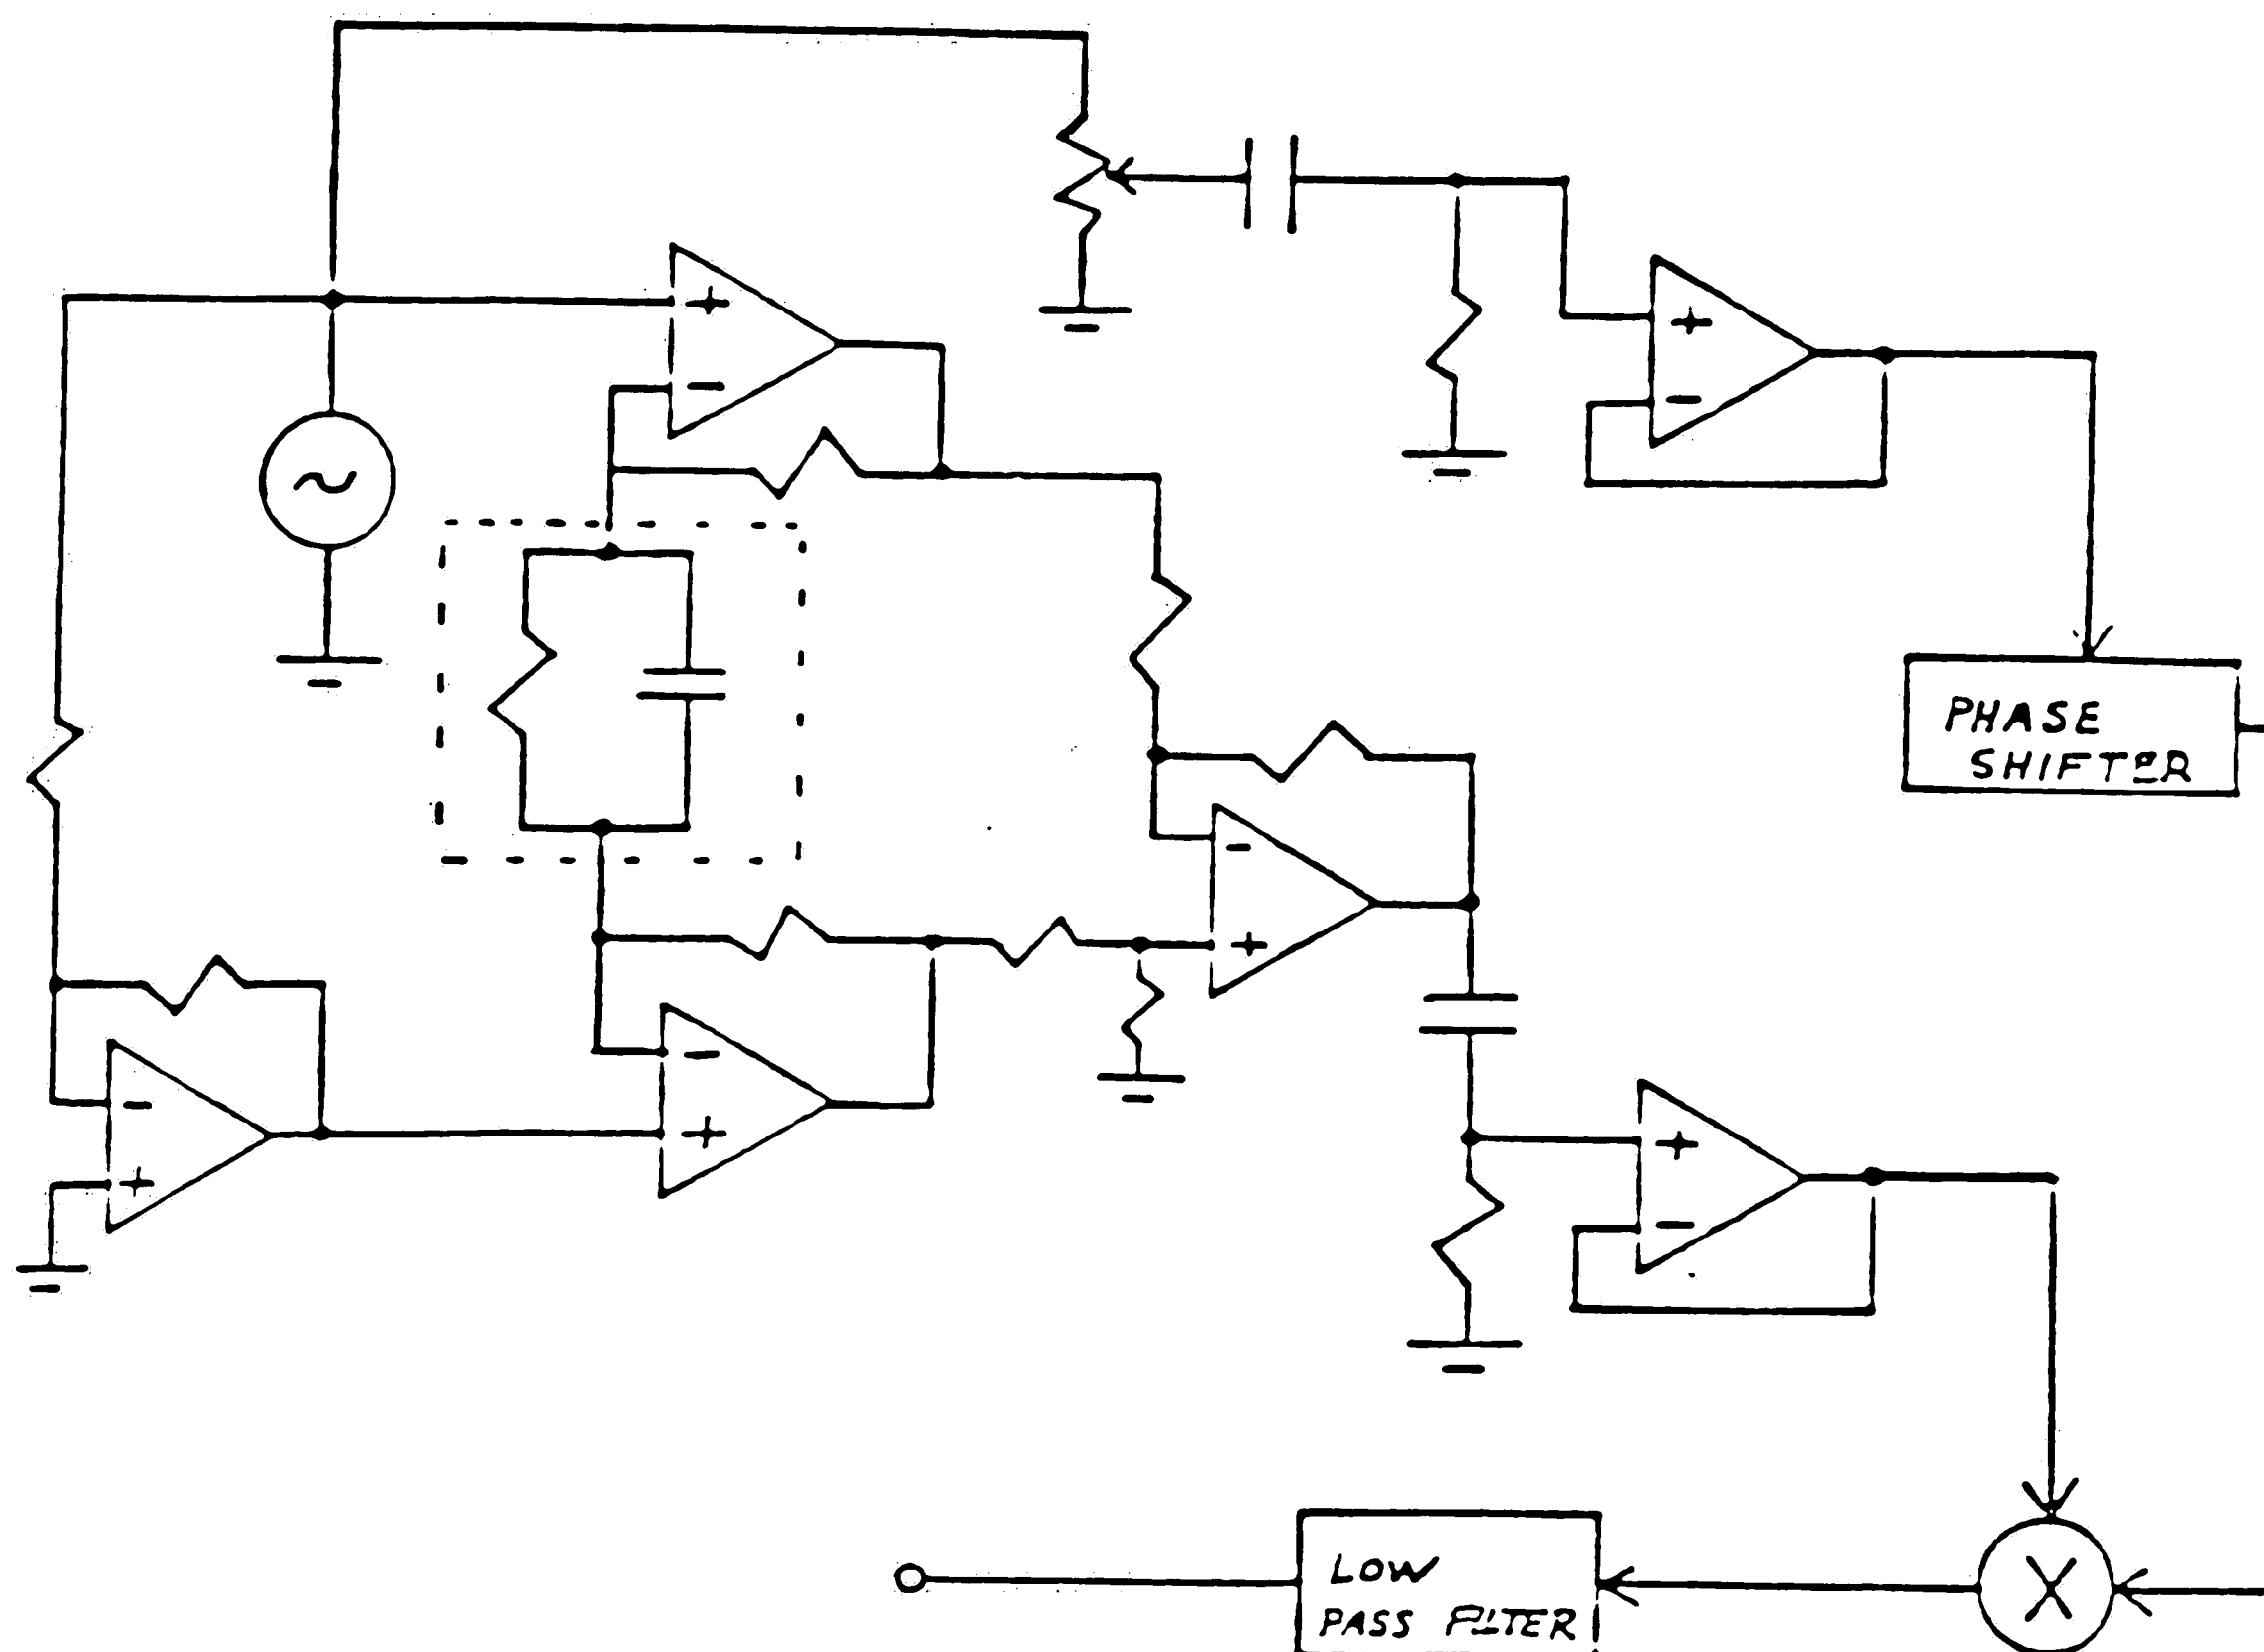 +
-
+
-
PHASE
SHIFTER
-
+
-
+
-
+
+
-
X
LOW
PASS FILTER